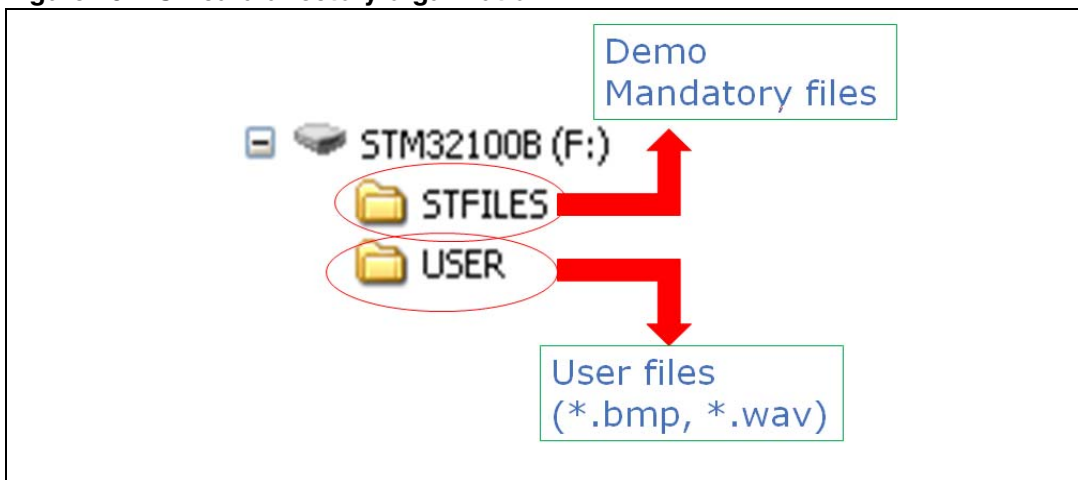 Demo
Mandatory files
STM32100B (F:)
STFILES
USER
User files
(*.bmp, *.wav)